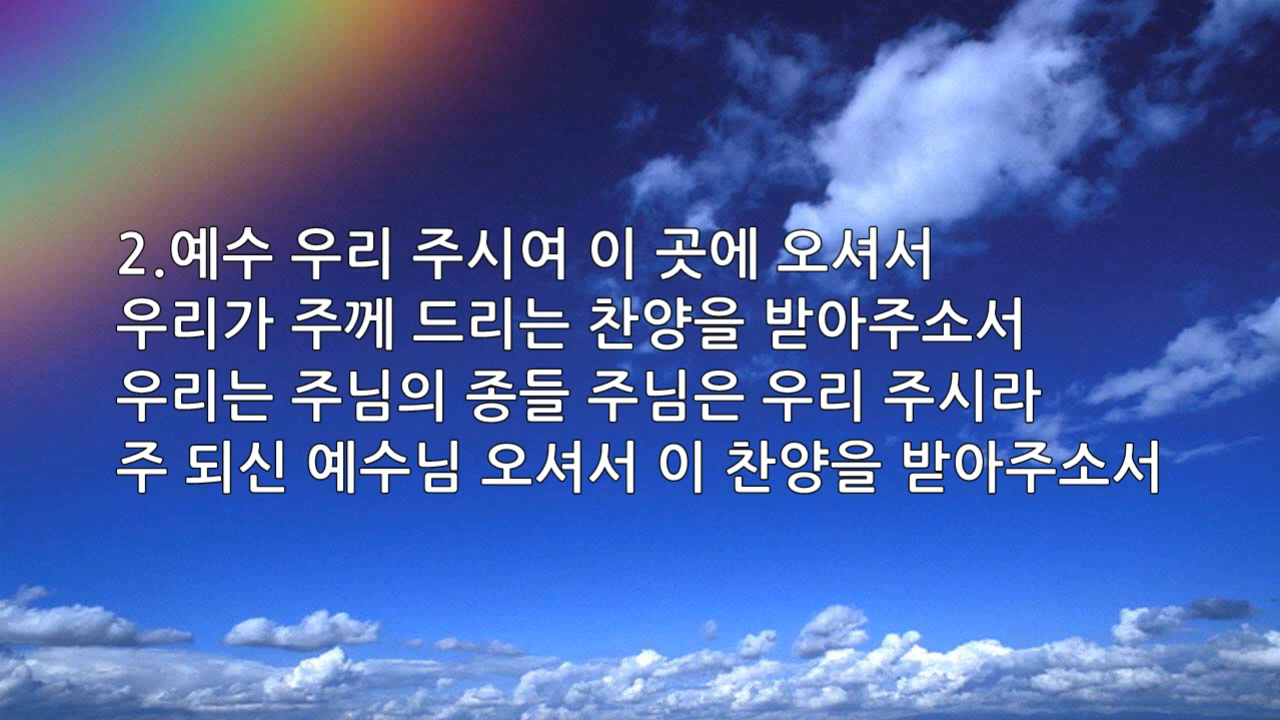 2.예수 우리 주시여 이 곳에 오셔서
우리가 주께 드리는 찬양을 받아주소서
우리는 주님의 종들 주님은 우리 주시라
주 되신 예수님 오셔서 이 찬양을 받아주소서